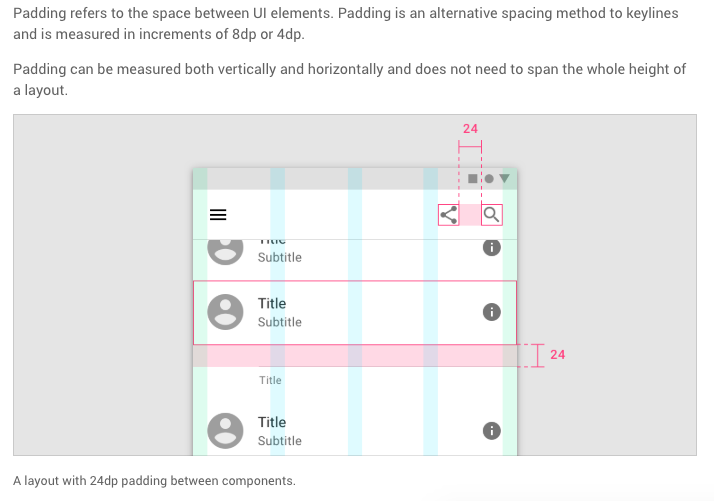 Padding refers to the space between UI elements. Padding is an alternative spacing method to keylines
and is measured in increments of 8dp or 4dp.
Padding can be measured both vertically and horizontally and does not need to span the whole height of
a layout.
24
Title
Subtitle
Title
Subtitle
24
Title
Title
Subtitle
A layout with 24dp padding between components.